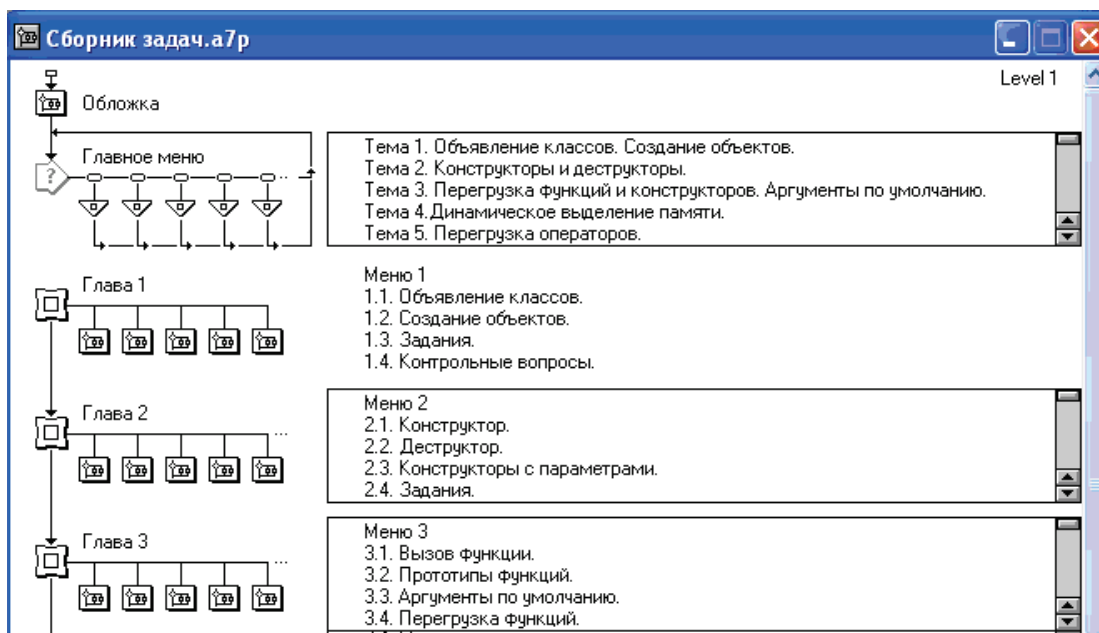 Сборник задач.a7p
Level 1
Обложка
Главное меню
?
Тема 1. Объявление классов. Создание объектов.
Тема 2. Конструкторы и деструкторы.
Тема 3. Перегрузка функций и конструкторов. Аргументы по умолчанию.
Тема 4.Динамическое выделение памяти.
Тема 5. Перегрузка операторов.
Глава 1
Меню 1
1.1. Объявление классов.
1.2. Создание объектов.
1.3. Задания.
1.4. Контрольные вопросы.
Глава 2
Меню 2
2.1. Конструктор.
2.2. Деструктор.
2.3. Конструкторы с параметрами.
2.4. Задания.
Глава 3
Меню 3
3.1. Вызов функции.
3.2. Прототипы функций.
3.3. Аргументы по умолчанию.
3.4. Перегрузка функций.